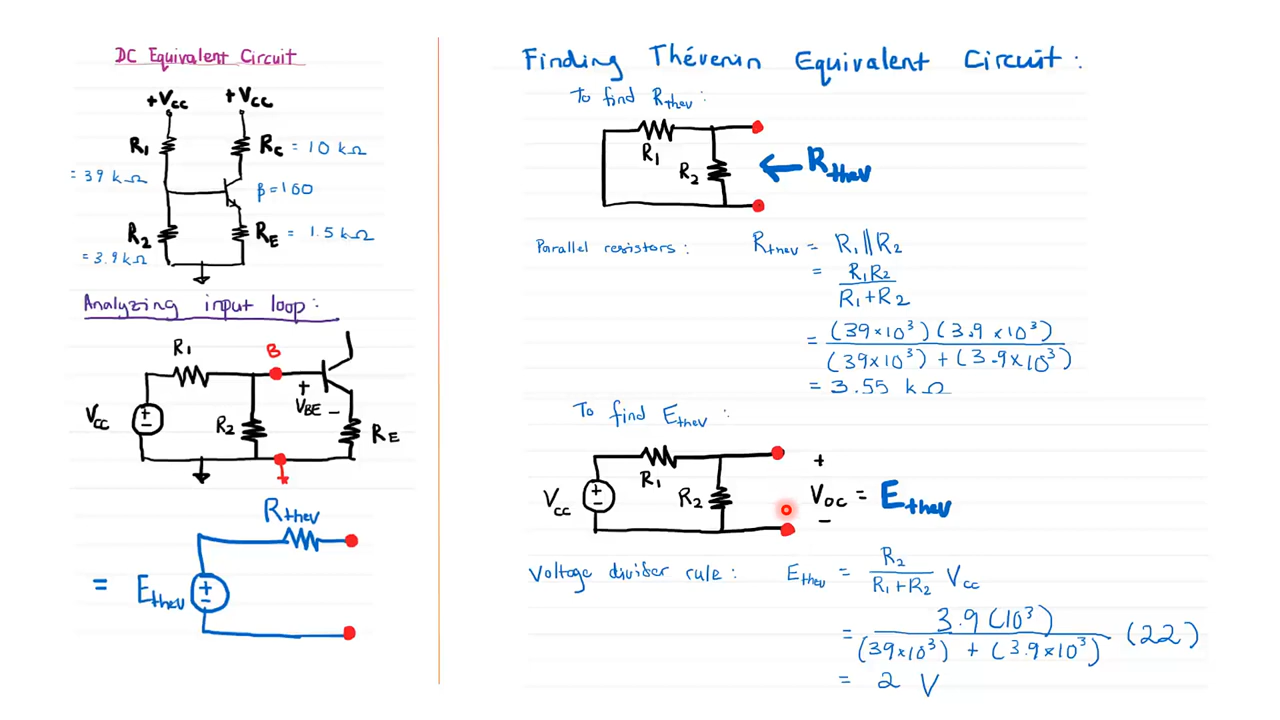 DC Equivalent Circuit
+Vcc +Vcc
R1
= 39 kΩ
Rc = 10 kΩ
β=100
R2
= 3.9 kΩ
RE = 1.5 kΩ
Analyzing input loop:
R1
B
Vcc
+
-
+
VBE -
R2
RE
Rthev
= Ethev
+
-
Finding Thévenin Equivalent Circuit:
To find Rthev:
R1
R2
← Rthev
Parallel resistors: Rthev = R1 || R2
= R1R2
R1+R2
= (39×10³) (3.9 ×10³)
(39×10³) + (3.9×10³)
= 3.55 kΩ
To find Ethev:
R1
Vcc
+
-
R2
+
Voc = Ethev
-
Voltage divider rule: Ethev = R2
R1+R2 Vcc
= 3.9 (10³)
(39×10³) + (3.9×10³) (22)
= 2 V